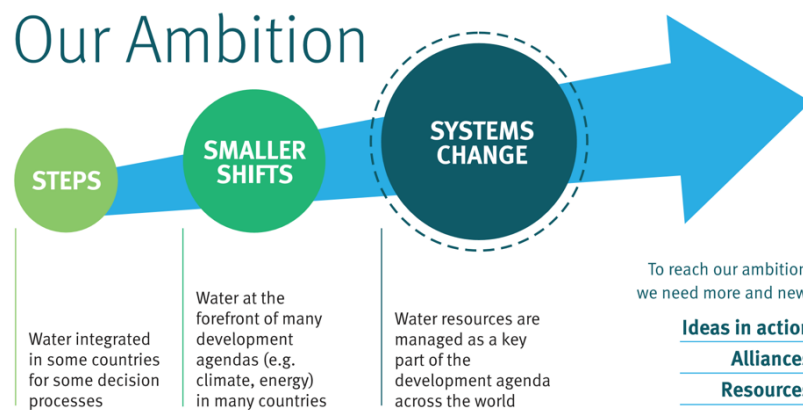 Our Ambition
STEPS
SMALLER
SHIFTS
SYSTEMS
CHANGE
Water integrated
in some countries
for some decision
processes
Water at the
forefront of many
development
agendas (e.g.
climate, energy)
in many countries
Water resources are
managed as a key
part of the
development agenda
across the world
To reach our ambition
we need more and new
Ideas in action
Alliances
Resources